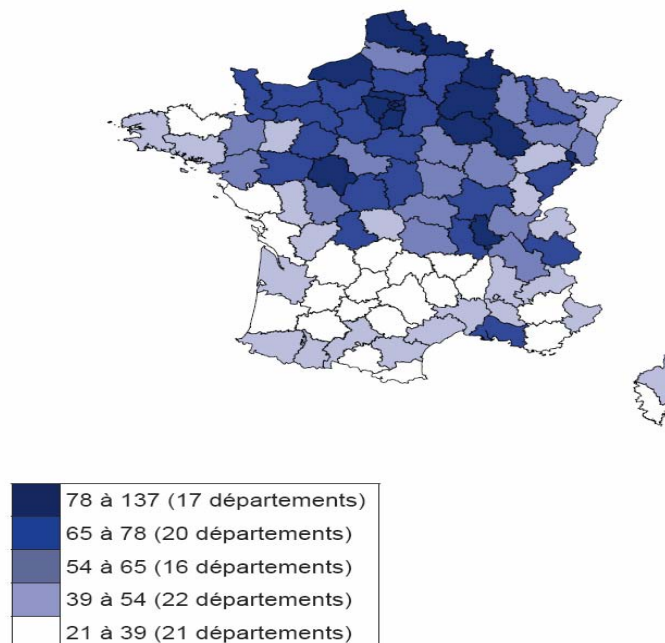 78 à 137 (17 départements)
65 à 78 (20 départements)
54 à 65 (16 départements)
39 à 54 (22 départements)
21 à 39 (21 départements)